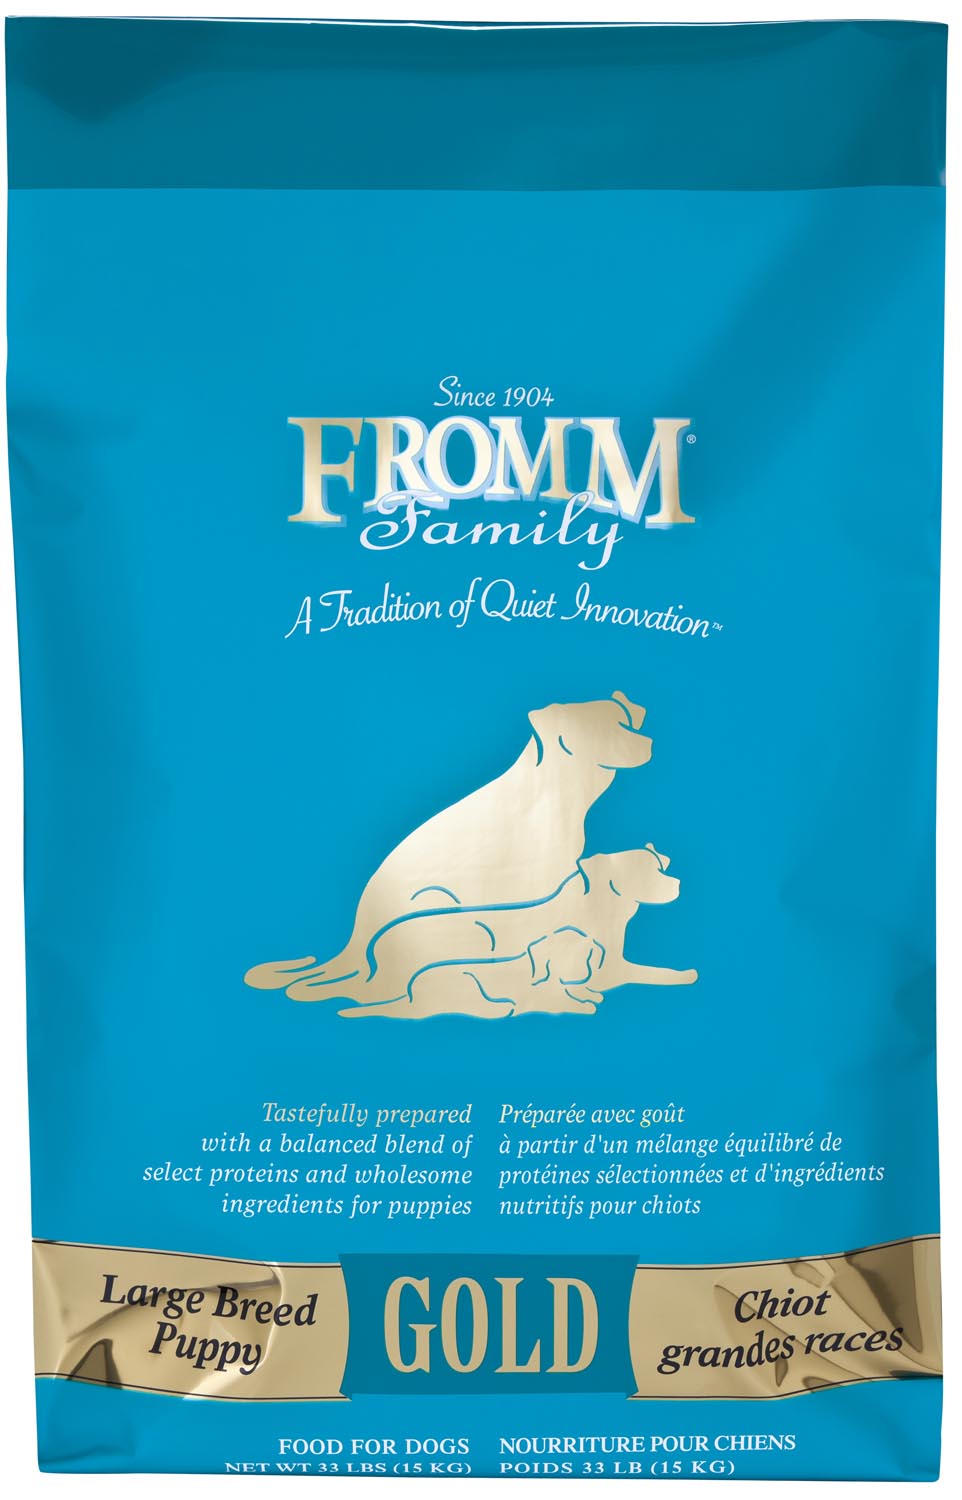 Since 1904
FROMM®
Family
A Tradition of Quiet Innovation™
Tastefully prepared
with a balanced blend of
select proteins and wholesome
ingredients for puppies
Préparée avec goût
à partir d'un mélange équilibré de
protéines sélectionnées et d'ingrédients
nutritifs pour chiots
Large Breed
Puppy
GOLD
Chiot
grandes races
FOOD FOR DOGS
NET WT 33 LBS (15 KG)
NOURRITURE POUR CHIENS
POIDS 33 LB (15 KG)